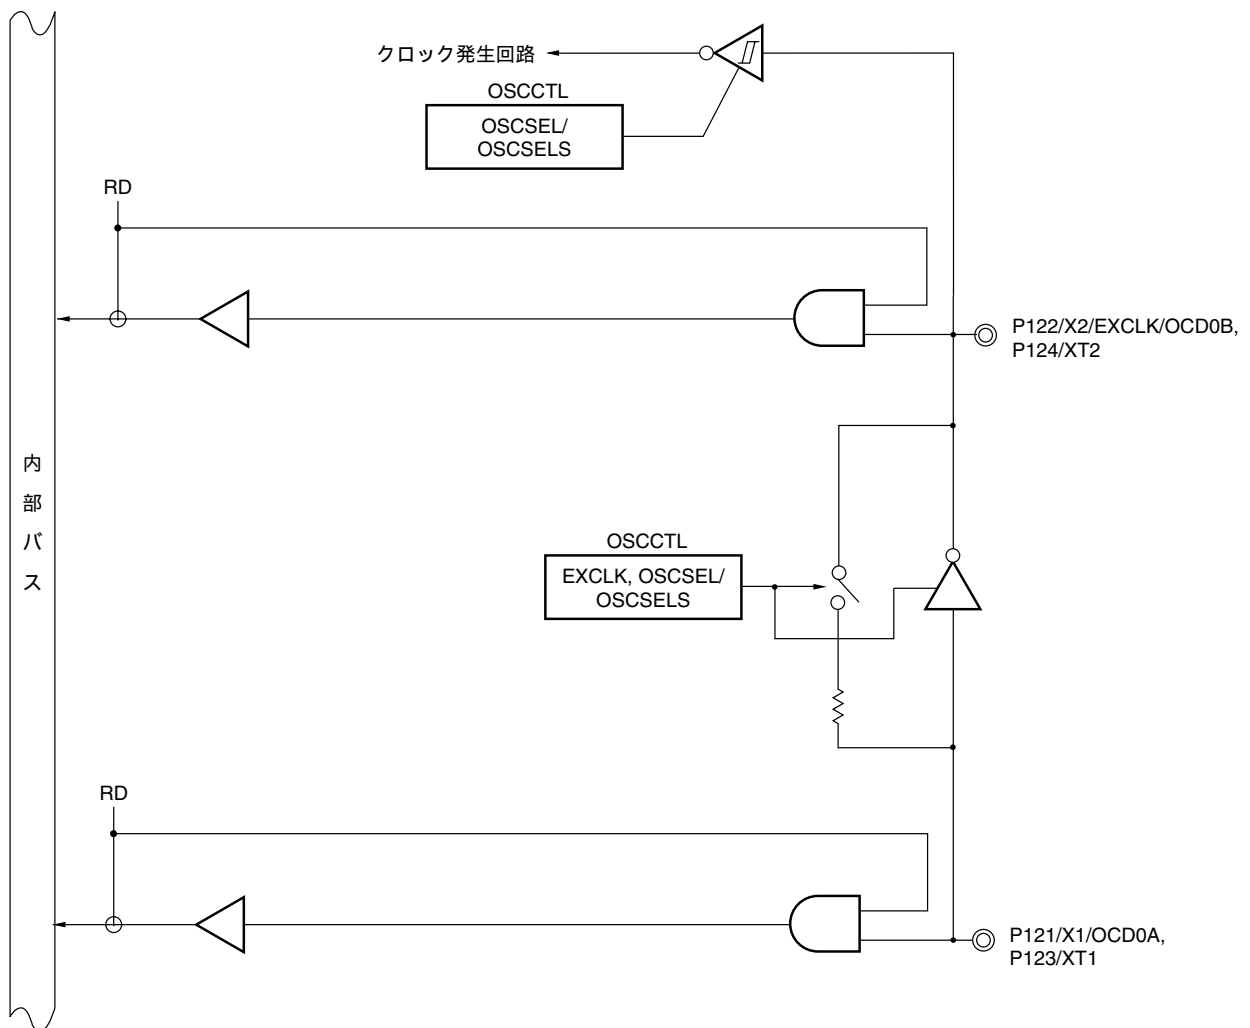 クロック発生回路
OSCCTL
OSCSEL/
OSCSELS
RD
P122/X2/EXCLK/OCD0B,
P124/XT2
内部バス
OSCCTL
EXCLK, OSCSEL/
OSCSELS
RD
P121/X1/OCD0A,
P123/XT1